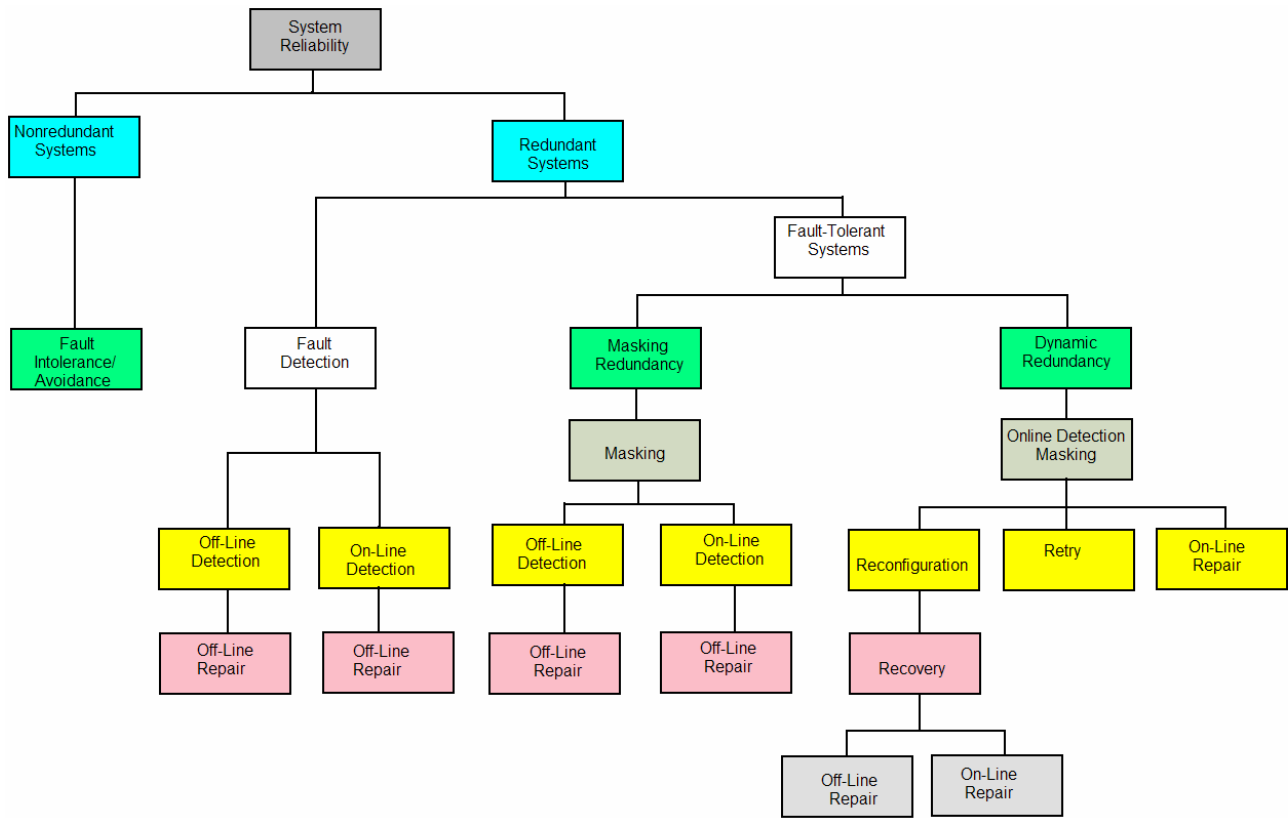 System
Reliability
Nonredundant
Systems
Redundant
Systems
Fault-Tolerant
Systems
Fault
Intolerance/
Avoidance
Fault
Detection
Masking
Redundancy
Dynamic
Redundancy
Masking
Online Detection
Masking
Off-Line
Detection
On-Line
Detection
Off-Line
Detection
On-Line
Detection
Reconfiguration
Retry
On-Line
Repair
Off-Line
Repair
Off-Line
Repair
Off-Line
Repair
Off-Line
Repair
Recovery
Off-Line
Repair
On-Line
Repair